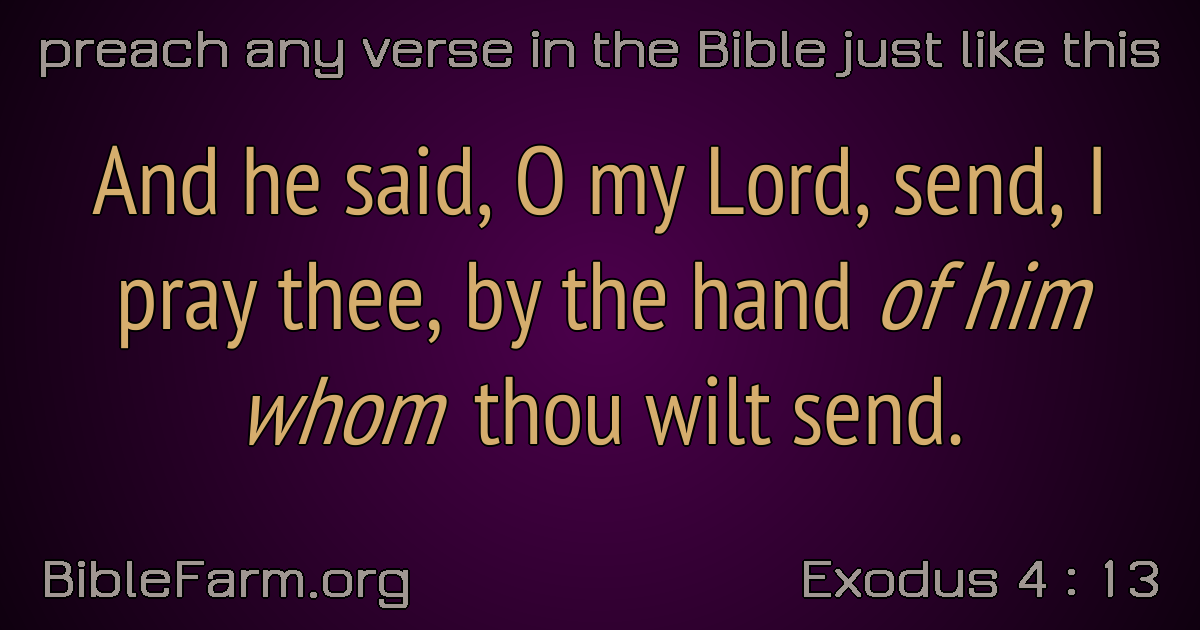 preach any verse in the Bible just like this
And he said, O my Lord, send, I
pray thee, by the hand of him
whom thou wilt send.
BibleFarm.org
Exodus 4 : 13